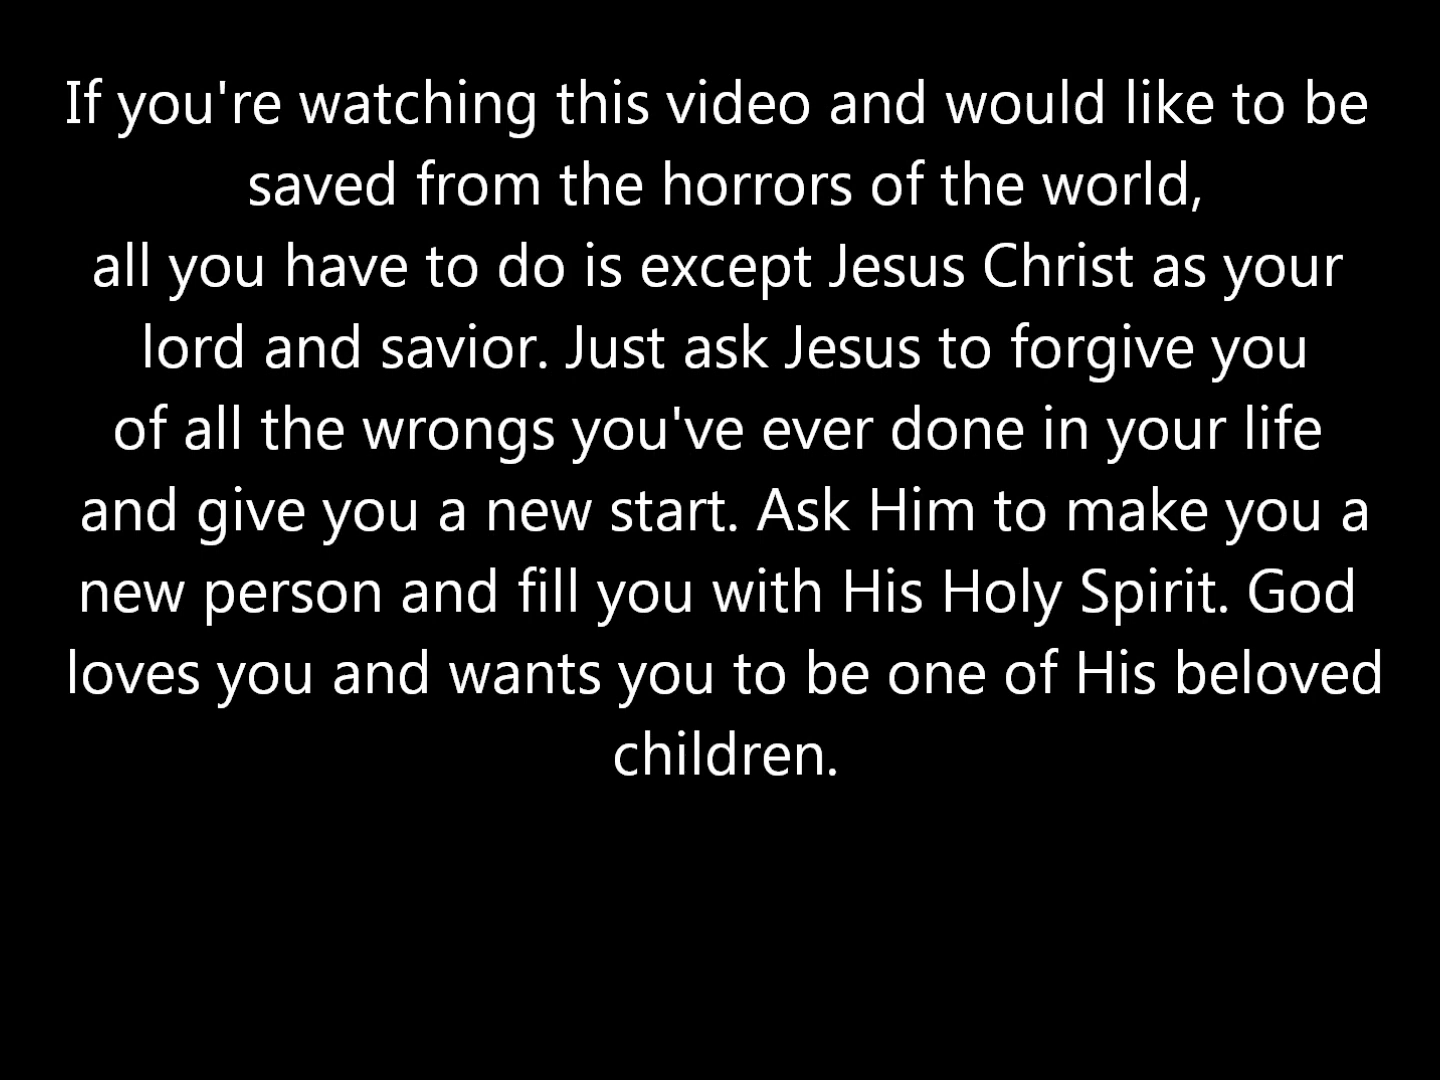 If you're watching this video and would like to be
saved from the horrors of the world,
all you have to do is except Jesus Christ as your
lord and savior. Just ask Jesus to forgive you
of all the wrongs you've ever done in your life
and give you a new start. Ask Him to make you a
new person and fill you with His Holy Spirit. God
loves you and wants you to be one of His beloved
children.